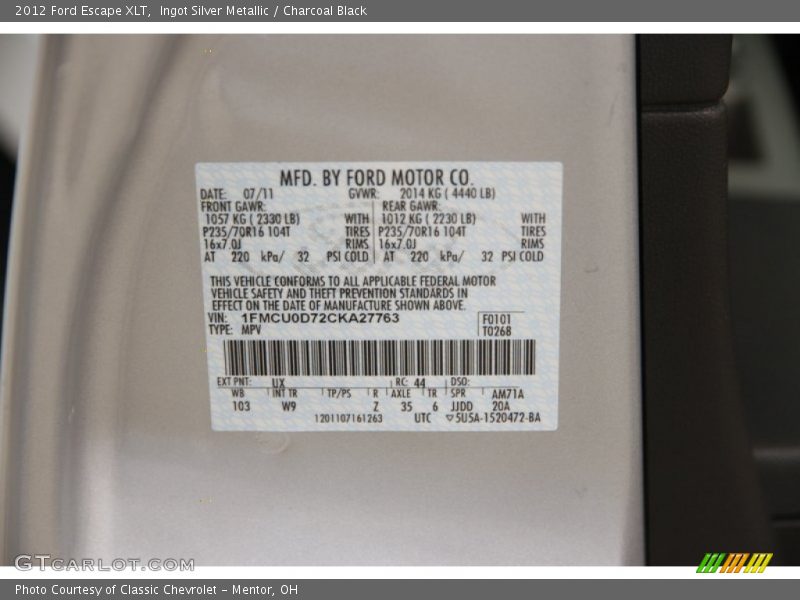 2012 Ford Escape XLT, Ingot Silver Metallic / Charcoal Black
MFD. BY FORD MOTOR CO.
DATE: 07/11 GVWR: 2014 KG ( 4440 LB)
FRONT GAWR: REAR GAWR:
1057 KG ( 2330 LB) WITH 1012 KG ( 2230 LB) WITH
P235/70R16 104T TIRES P235/70R16 104T TIRES
16x7.0J RIMS 16x7.0J RIMS
AT 220 kPa/ 32 PSI COLD AT 220 kPa/ 32 PSI COLD
THIS VEHICLE CONFORMS TO ALL APPLICABLE FEDERAL MOTOR
VEHICLE SAFETY AND THEFT PREVENTION STANDARDS IN
EFFECT ON THE DATE OF MANUFACTURE SHOWN ABOVE.
VIN: 1FMCU0D72CKA27763 F0101
TYPE: MPV T0268
EXT PNT: UX RC: 44 DSO:
WB INT TR TP/PS R AXLE TR SPR AM71A
103 W9 Z 35 6 JJDD 20A
1201107161263 UTC ▽5U5A-1520472-BA
GTCARLOT.COM
Photo Courtesy of Classic Chevrolet - Mentor, OH